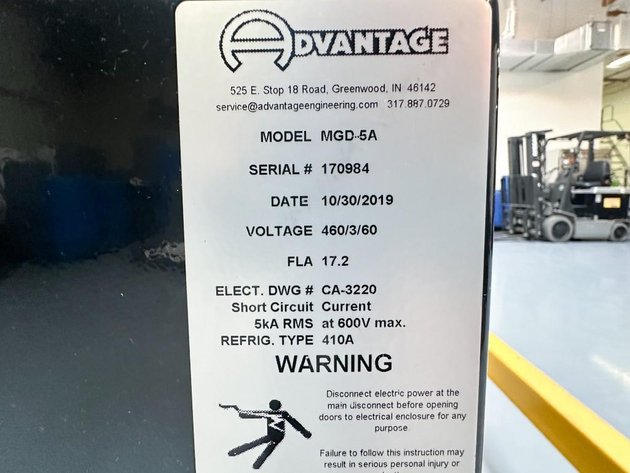 ADVANTAGE
525 E. Stop 18 Road, Greenwood, IN 46142
service@advantageengineering.com 317.887.0729
MODEL MGD-5A
SERIAL # 170984
DATE 10/30/2019
VOLTAGE 460/3/60
FLA 17.2
ELECT. DWG # CA-3220
Short Circuit Current
5kA RMS at 600V max.
REFRIG. TYPE 410A
WARNING
Disconnect electric power at the
main disconnect before opening
doors to electrical enclosure for any
purpose.
Failure to follow this instruction may
result in serious personal injury or